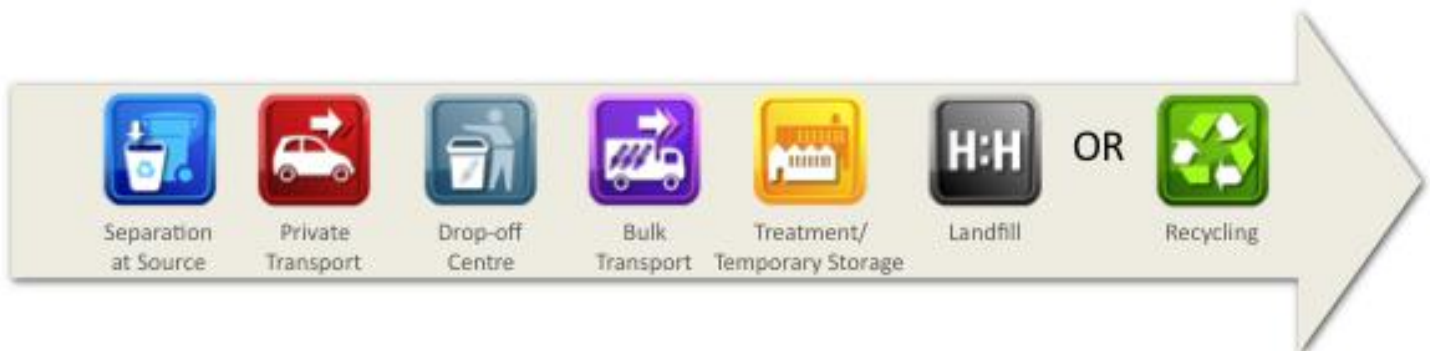 H:H
OR
Separation
at Source
Private
Transport
Drop-off
Centre
Bulk
Transport
Treatment/
Temporary Storage
Landfill
Recycling